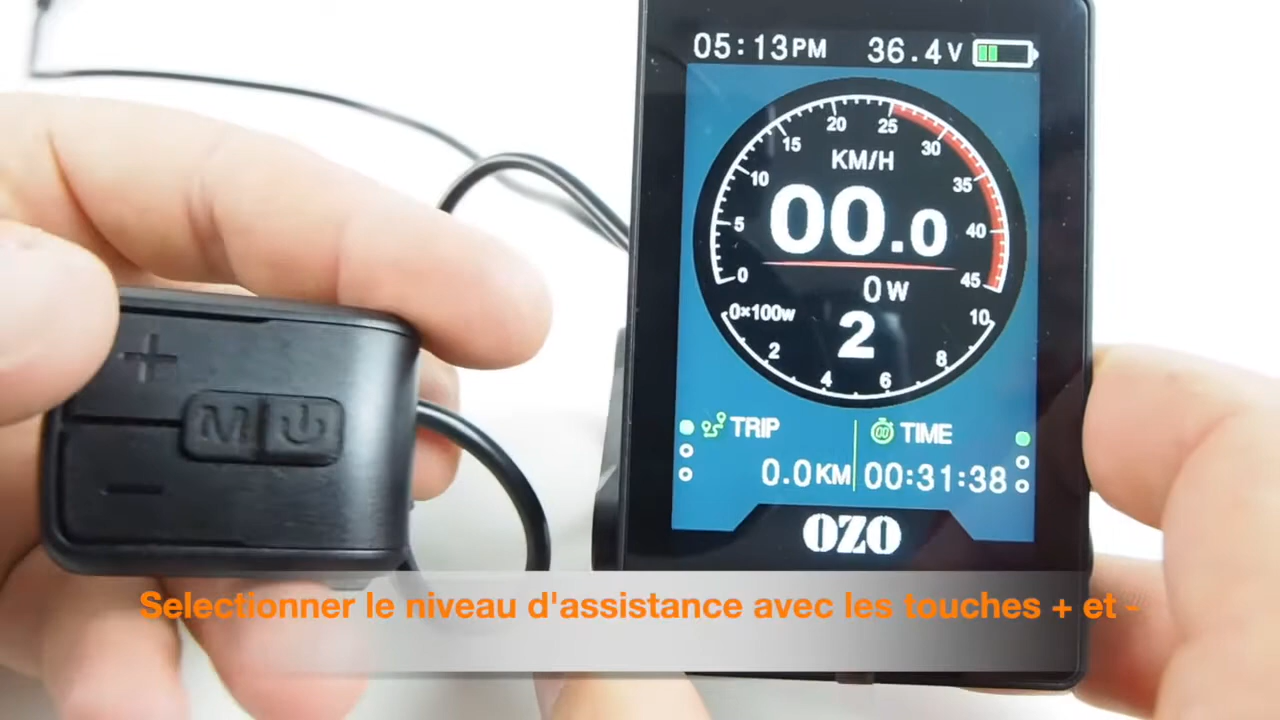 05:13PM 36.4V
20 25
15 30
KM/H
10 35
00.0
5 40
0 45
0W
0×100w 10
2
2 8
4 6
TRIP TIME
0.0KM 00:31:38
OZO
+
M
-
Selectionner le niveau d'assistance avec les touches + et -